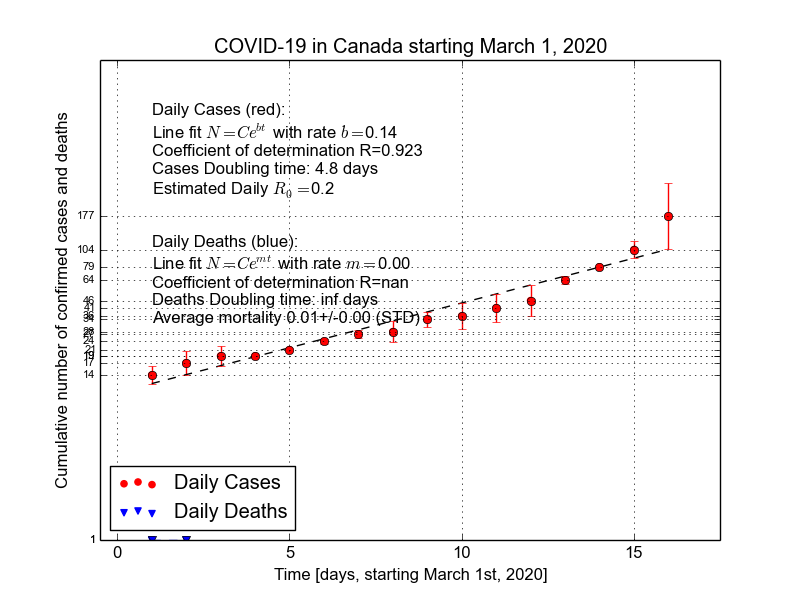 COVID-19 in Canada starting March 1, 2020
Daily Cases (red):
Line fit N=Ce^{bt} with rate b=0.14
Coefficient of determination R=0.923
Cases Doubling time: 4.8 days
Estimated Daily R_0=0.2
Daily Deaths (blue):
Line fit N=Ce^{mt} with rate m=0.00
Coefficient of determination R=nan
Deaths Doubling time: inf days
Average mortality 0.01+/-0.00 (STD)
Cumulative number of confirmed cases and deaths
177
104
79
64
46
41
24
21
17
14
1
Daily Cases
Daily Deaths
0 5 10 15
Time [days, starting March 1st, 2020]